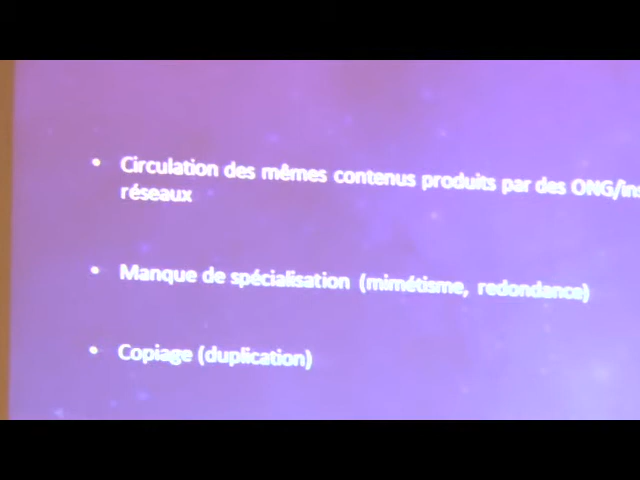 • Circulation des mêmes contenus produits par des ONG/ins
réseaux
• Manque de spécialisation (mimétisme, redondance)
• Copiage (duplication)